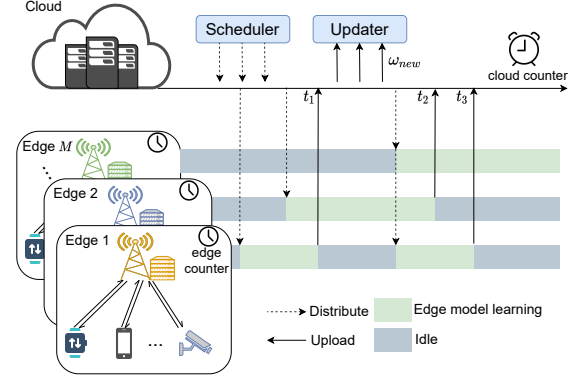 Cloud
Scheduler
Updater
ω_new
cloud counter
t_1
t_2
t_3
Edge M
Edge 2
Edge 1
edge
counter
...
Distribute
Edge model learning
Upload
Idle